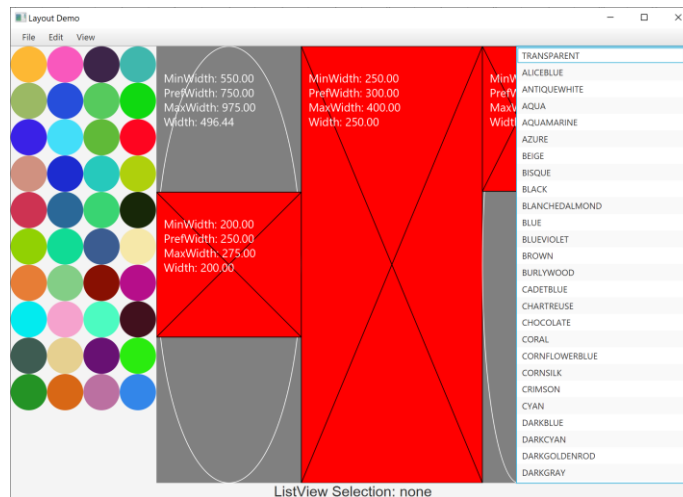 Layout Demo
File Edit View
MinWidth: 550.00
PrefWidth: 750.00
MaxWidth: 975.00
Width: 496.44
MinWidth: 200.00
PrefWidth: 250.00
MaxWidth: 275.00
Width: 200.00
MinWidth: 250.00
PrefWidth: 300.00
MaxWidth: 400.00
Width: 250.00
TRANSPARENT
ALICEBLUE
ANTIQUEWHITE
AQUA
AQUAMARINE
AZURE
BEIGE
BISQUE
BLACK
BLANCHEDALMOND
BLUE
BLUEVIOLET
BROWN
BURLYWOOD
CADETBLUE
CHARTREUSE
CHOCOLATE
CORAL
CORNFLOWERBLUE
CORNSILK
CRIMSON
CYAN
DARKBLUE
DARKCYAN
DARKGOLDENROD
DARKGRAY
ListView Selection: none